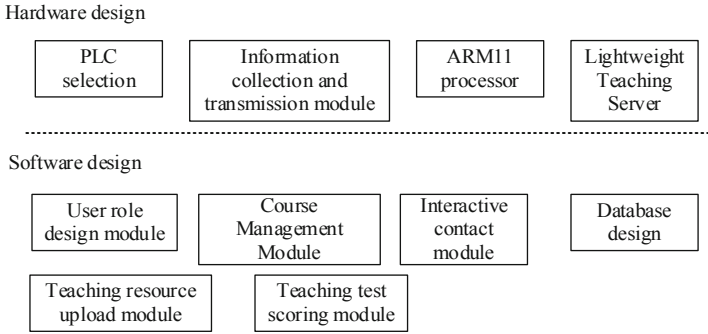 Hardware design
PLC
selection
Information
collection and
transmission module
ARM11
processor
Lightweight
Teaching
Server
Software design
User role
design module
Course
Management
Module
Interactive
contact module
Database
design
Teaching resource
upload module
Teaching test
scoring module